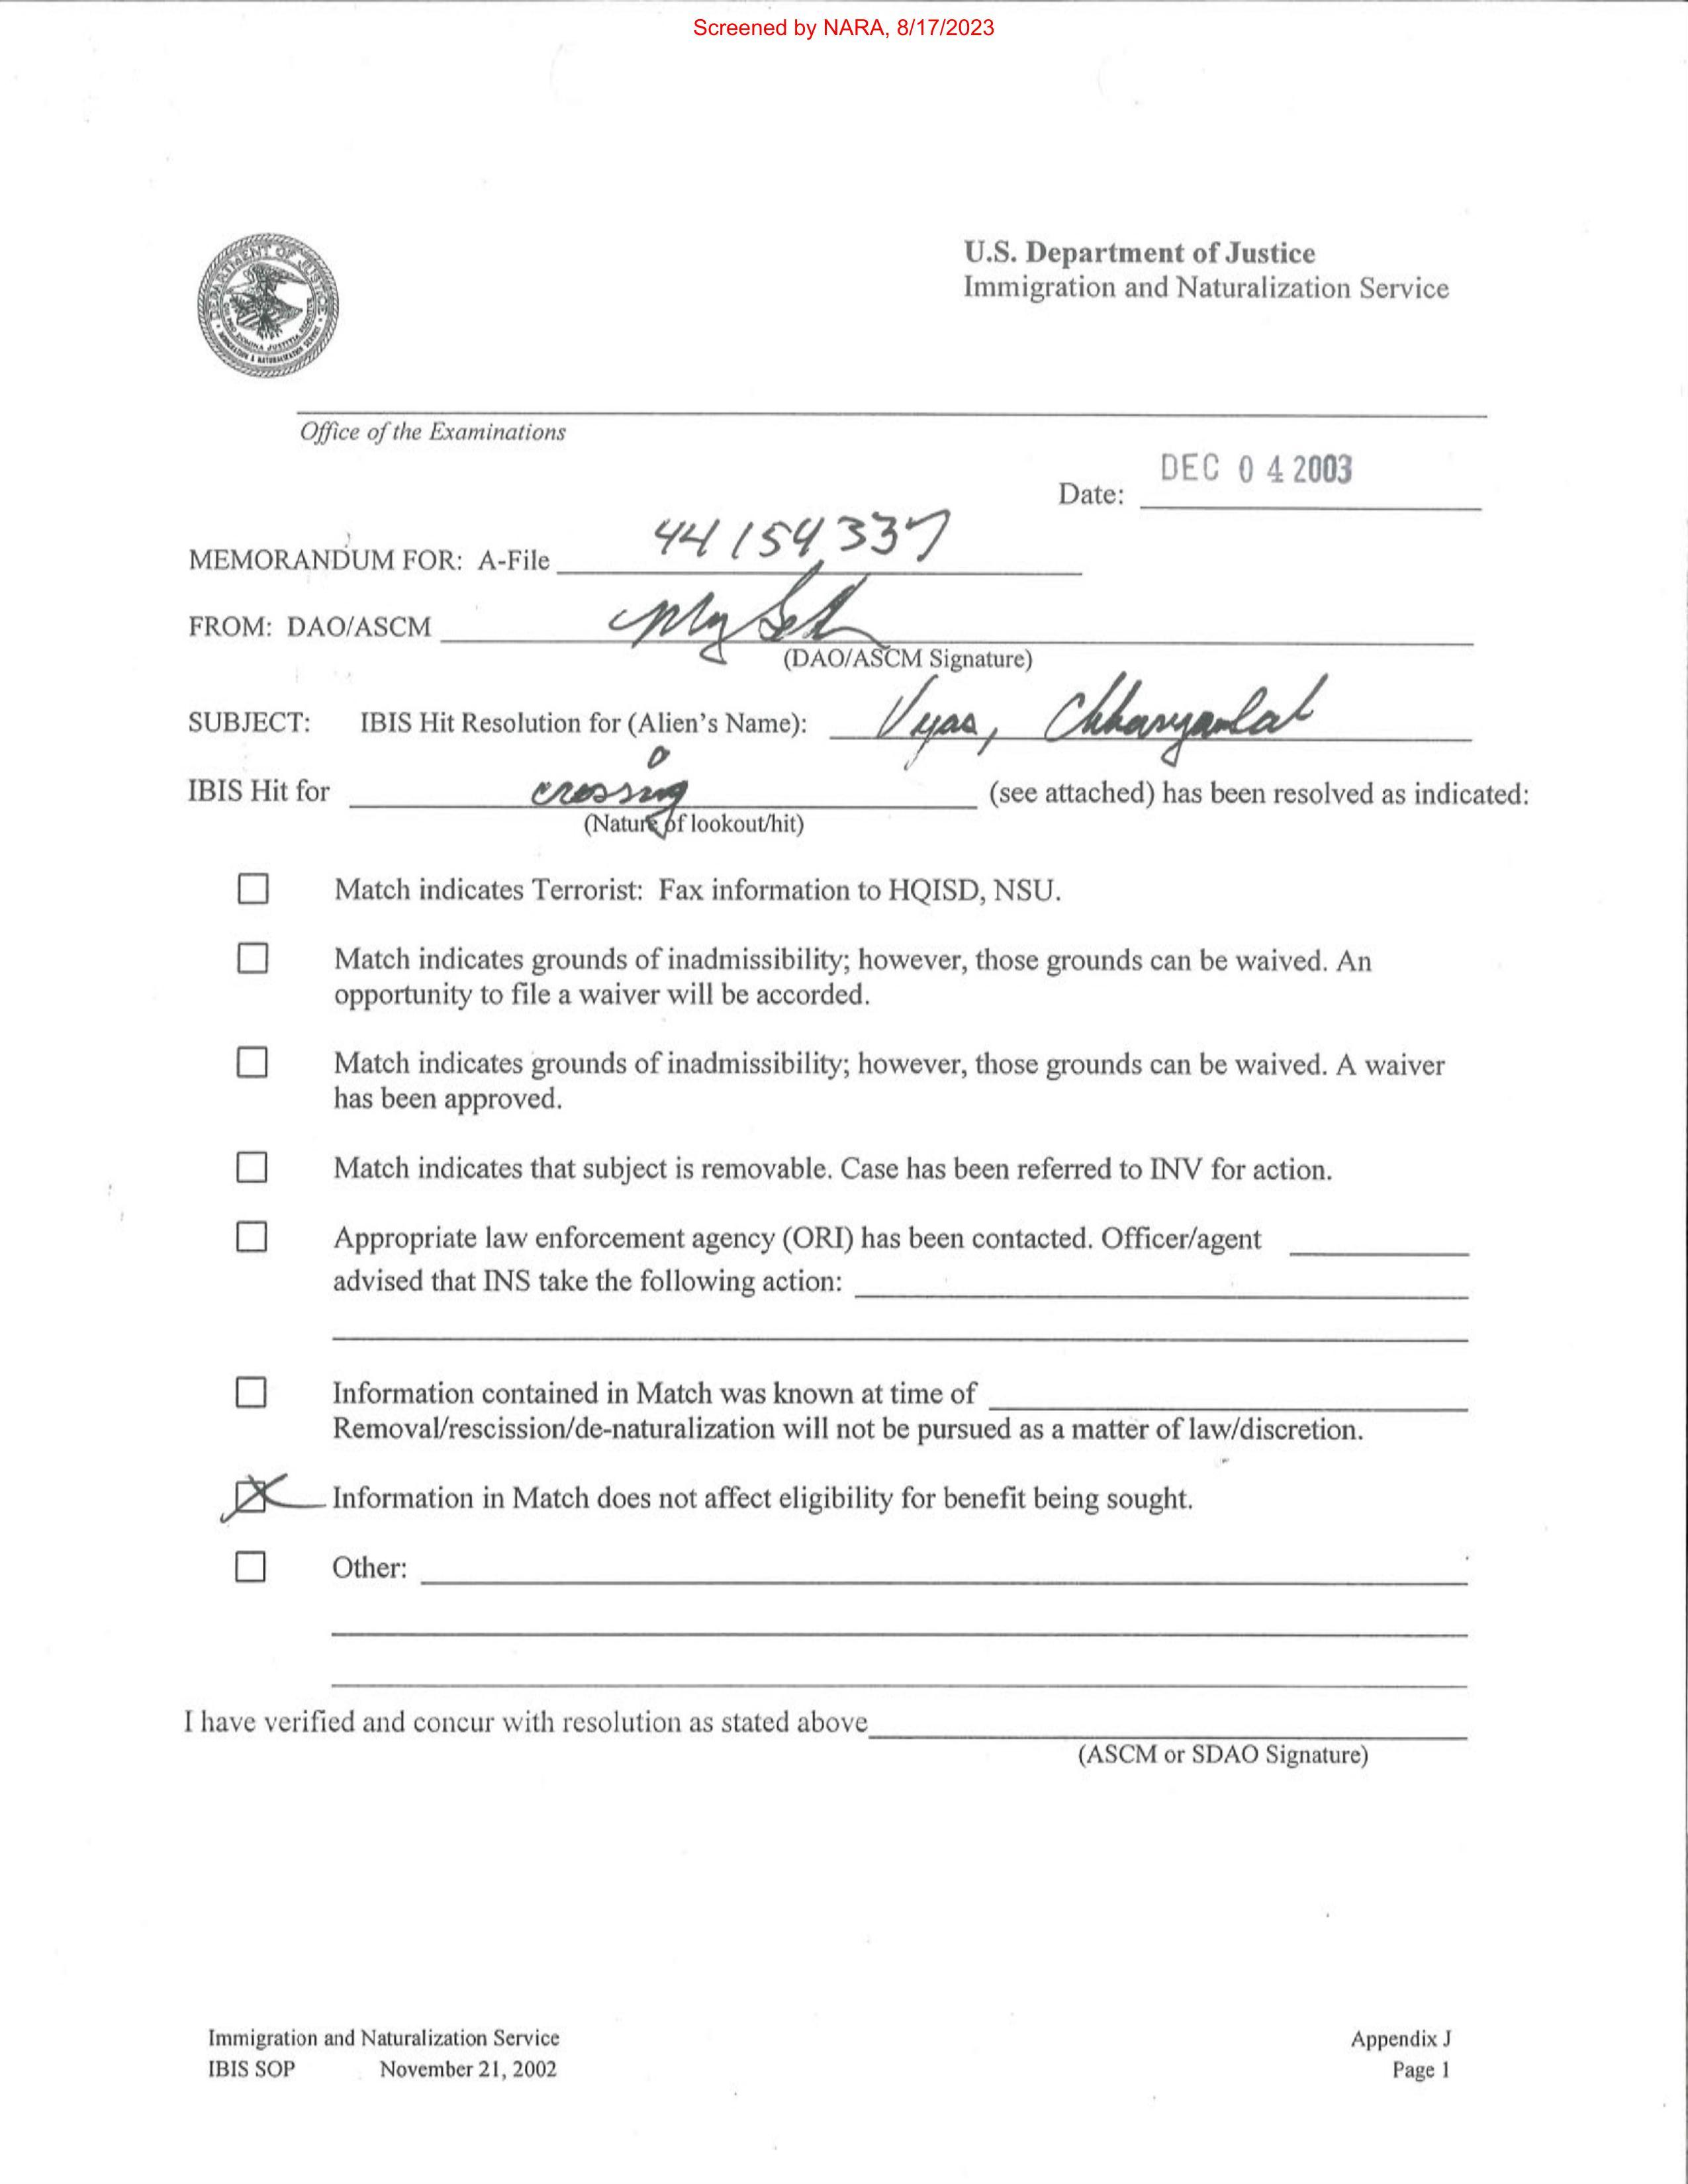 Screened by NARA, 8/17/2023
U.S. Department of Justice
Immigration and Naturalization Service
Office of the Examinations
DEC 0 4 2003
Date:
44 154 337
MEMORANDUM FOR: A-File
FROM: DAO/ASCM
(DAO/ASCM Signature)
SUBJECT: IBIS Hit Resolution for (Alien's Name): Vyas, Chhanganlal
IBIS Hit for crossing (see attached) has been resolved as indicated:
(Nature of lookout/hit)
Match indicates Terrorist: Fax information to HQISD, NSU.
Match indicates grounds of inadmissibility; however, those grounds can be waived. An
opportunity to file a waiver will be accorded.
Match indicates grounds of inadmissibility; however, those grounds can be waived. A waiver
has been approved.
Match indicates that subject is removable. Case has been referred to INV for action.
Appropriate law enforcement agency (ORI) has been contacted. Officer/agent
advised that INS take the following action:
Information contained in Match was known at time of
Removal/rescission/de-naturalization will not be pursued as a matter of law/discretion.
Information in Match does not affect eligibility for benefit being sought.
Other:
I have verified and concur with resolution as stated above
(ASCM or SDAO Signature)
Immigration and Naturalization Service Appendix J
IBIS SOP November 21, 2002 Page 1